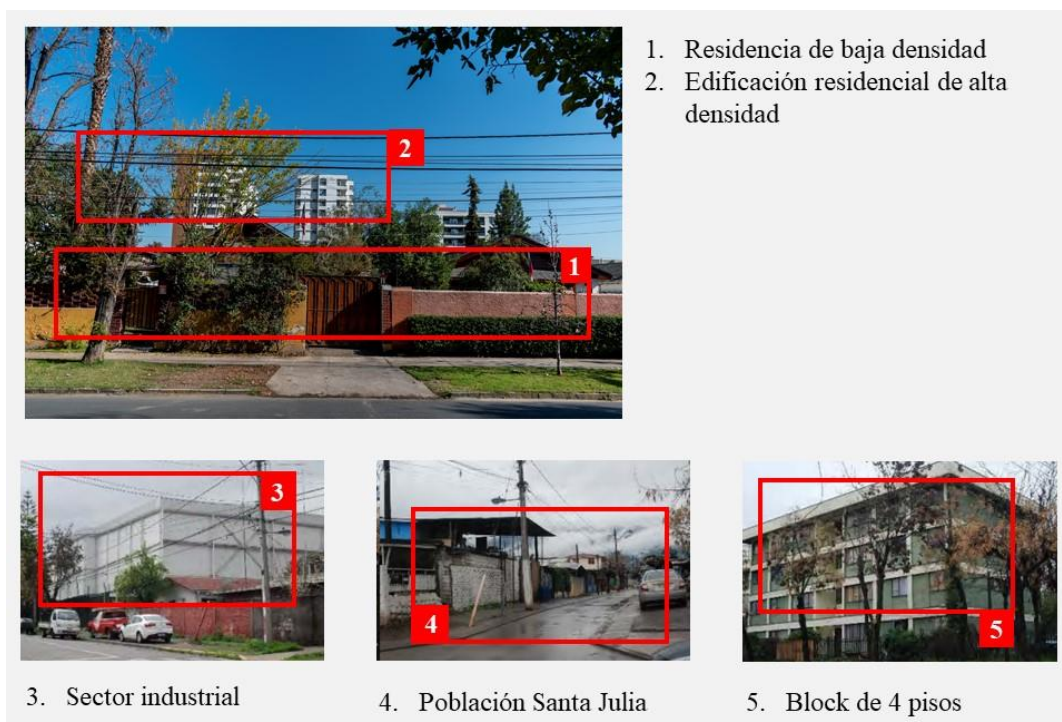 1. Residencia de baja densidad
2. Edificación residencial de alta
densidad
2
1
3
4
5
3. Sector industrial
4. Población Santa Julia
5. Block de 4 pisos